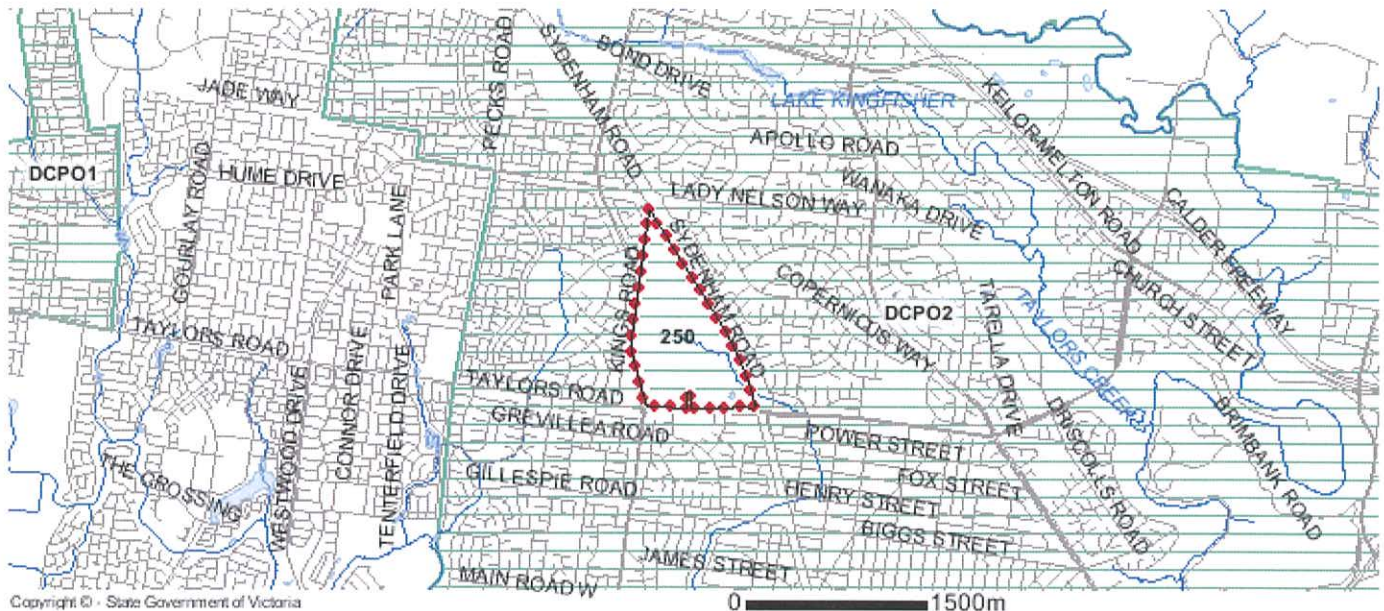 JADE WAY
DCPO1
GOURLAY ROAD
HUME DRIVE
PARK LANE
TAYLORS ROAD
CONNOR DRIVE
WESTWOOD DRIVE
TENTERFIELD DRIVE
THE CROSSING
PECKS ROAD
SYDENHAM ROAD
BOND DRIVE
LAKE KINGFISHER
APOLLO ROAD
LADY NELSON WAY
WANAKA DRIVE
KEILOR-MELTON ROAD
CALDER FREEWAY
CHURCH STREET
KINGS ROAD
SYDENHAM ROAD
250
COPERNICUS WAY
DCPO2
TARELLA DRIVE
TAYLORS CREEK
TAYLORS ROAD
GREVILLEA ROAD
GILLESPIE ROAD
POWER STREET
FOX STREET
HENRY STREET
BIGGS STREET
DRISCOLLS ROAD
BRIMBANK ROAD
JAMES STREET
MAIN ROAD W
Copyright © - State Government of Victoria
0 1500m